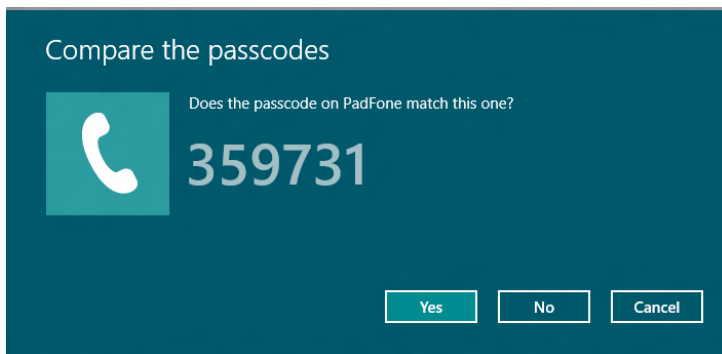 Compare the passcodes
Does the passcode on PadFone match this one?
359731
Yes No Cancel